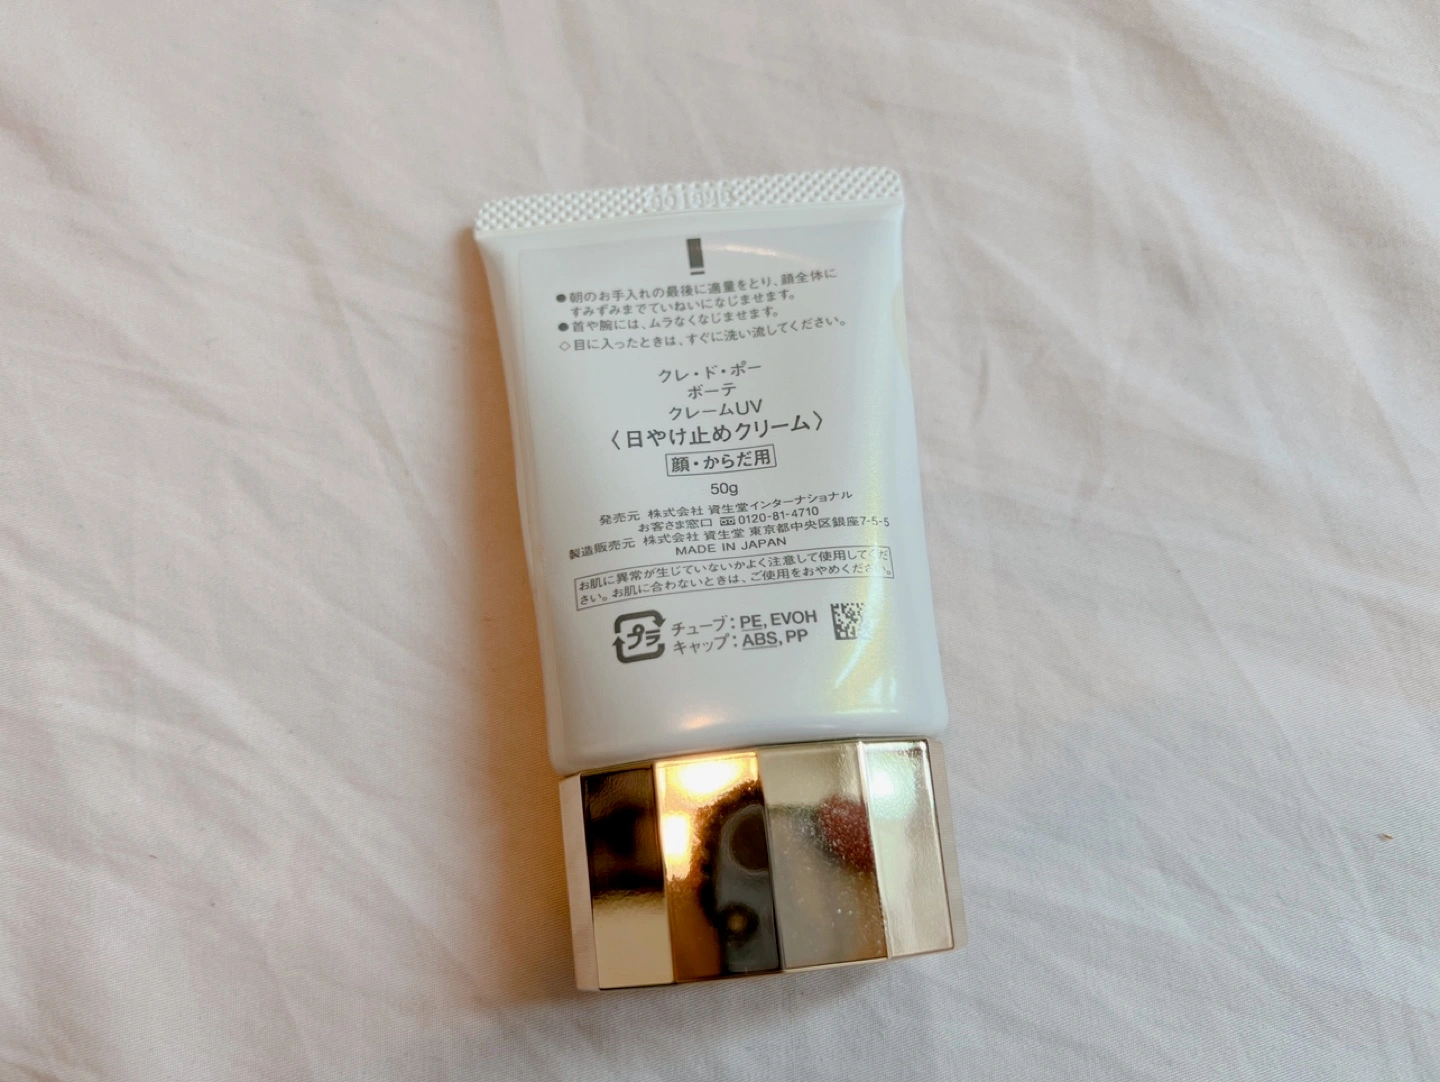 ●朝のお手入れの最後に適量をとり、顔全体に
すみずみまでていねいになじませます。
●首や腕には、ムラなくなじませます。
◇目に入ったときは、すぐに洗い流してください。
クレ・ド・ポー
ボーテ
クレームUV
〈日やけ止めクリーム〉
顔・からだ用
50g
発売元 株式会社 資生堂インターナショナル
お客さま窓口 0120-81-4710
製造販売元 株式会社 資生堂 東京都中央区銀座7-5-5
MADE IN JAPAN
お肌に異常が生じていないかよく注意して使用してくだ
さい。お肌に合わないときは、ご使用をおやめください。
プラ チューブ：PE, EVOH
キャップ：ABS, PP